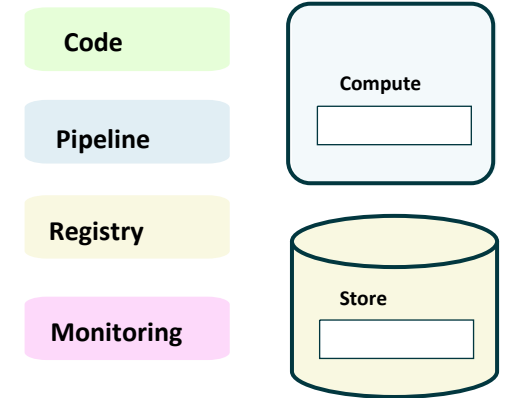 Code
Pipeline
Registry
Monitoring
Compute
Store